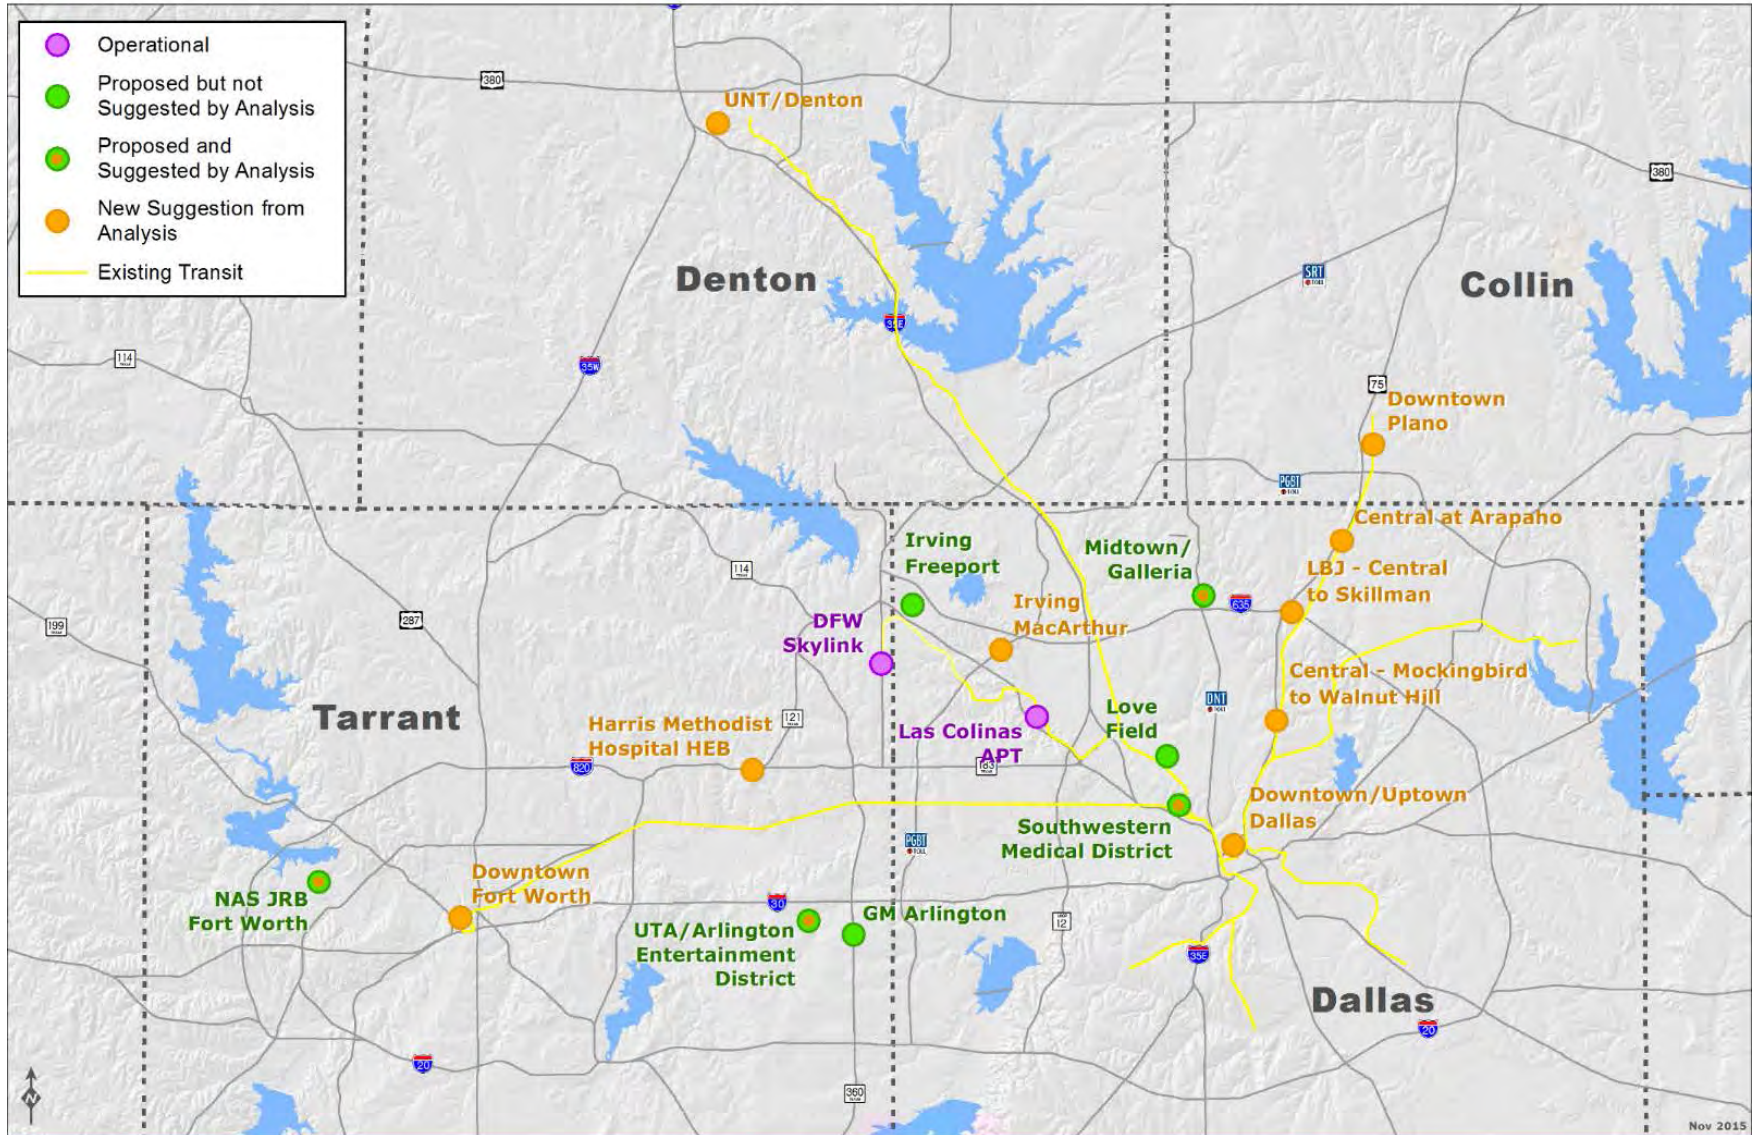 Operational
Proposed but not
Suggested by Analysis
Proposed and
Suggested by Analysis
New Suggestion from
Analysis
Existing Transit
380
UNT/Denton
380
Denton
SRT
Collin
35E
114
35W
75
Downtown
Plano
PGBT
Central at Arapaho
Irving
Freeport
Midtown/
Galleria
LBJ - Central
to Skillman
114
635
Irving
MacArthur
199
287
DFW
Skylink
Central - Mockingbird
to Walnut Hill
DNT
Tarrant
121
Harris Methodist
Hospital HEB
Love
Field
Las Colinas
APT
183
820
Downtown/Uptown
Dallas
Southwestern
Medical District
PGBT
Downtown
Fort Worth
NAS JRB
Fort Worth
30
GM Arlington
12
UTA/Arlington
Entertainment
District
35E
Dallas
20
20
360
N
Nov 2015